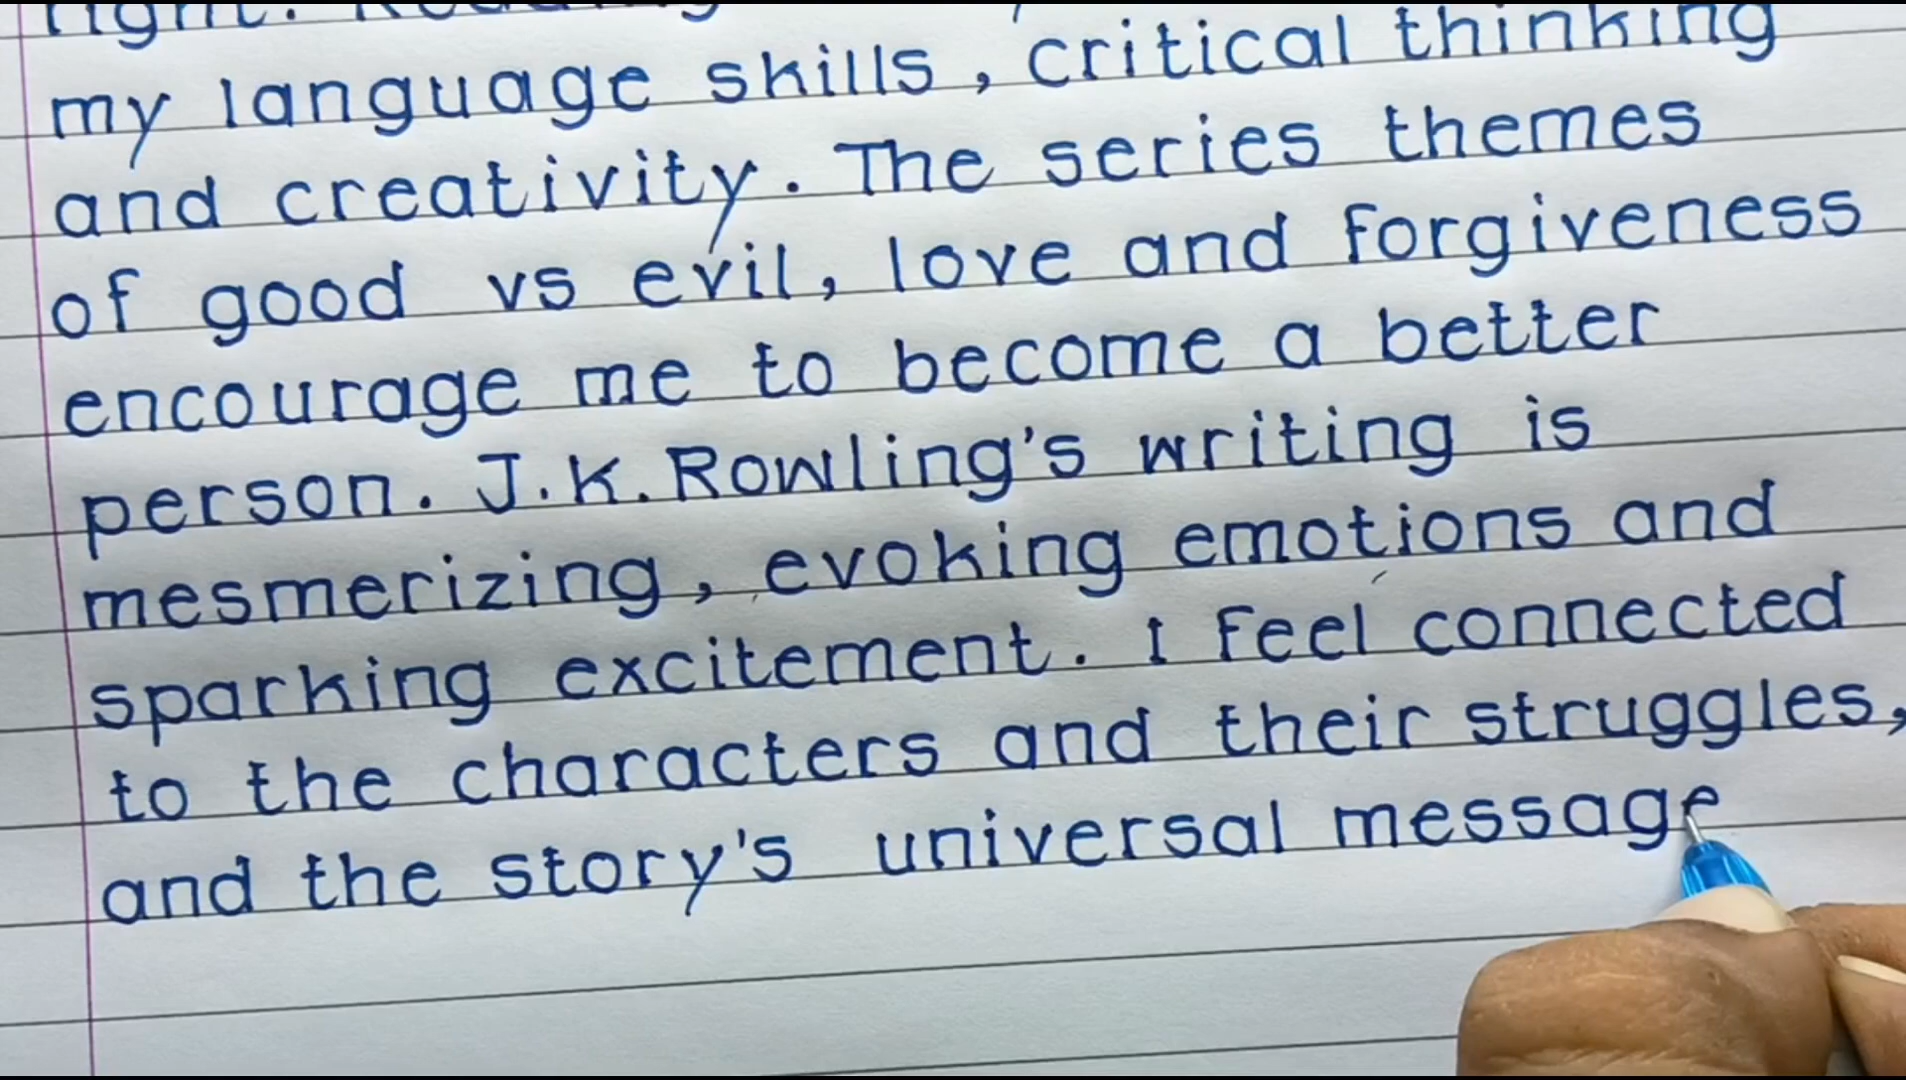 right.
my language skills, critical thinking
and creativity. The series themes
of good vs evil, love and forgiveness
encourage me to become a better
person. J.K. Rowling's writing is
mesmerizing, evoking emotions and
sparking excitement. I feel connected
to the characters and their struggles,
and the story's universal message